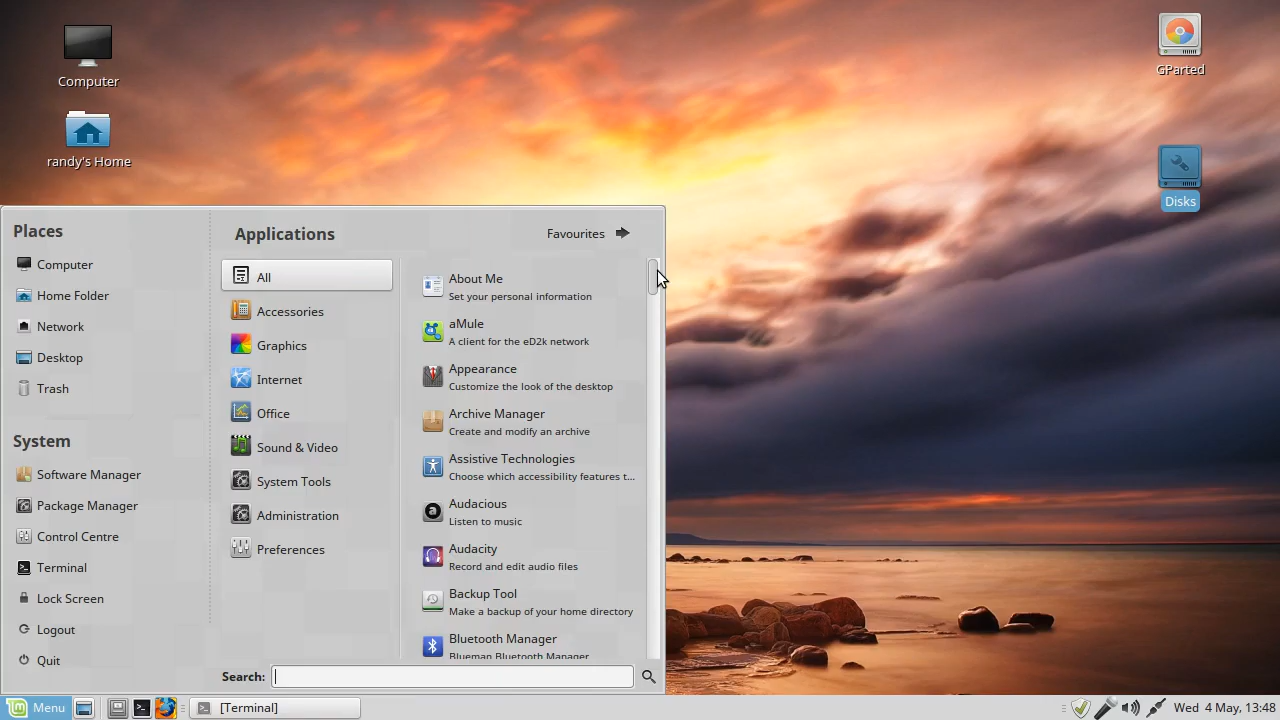 Computer
randy's Home
GParted
Disks
Places
Computer
Home Folder
Network
Desktop
Trash
System
Software Manager
Package Manager
Control Centre
Terminal
Lock Screen
Logout
Quit
Applications
Favourites
All
Accessories
Graphics
Internet
Office
Sound & Video
System Tools
Administration
Preferences
About Me
Set your personal information
aMule
A client for the eD2k network
Appearance
Customize the look of the desktop
Archive Manager
Create and modify an archive
Assistive Technologies
Choose which accessibility features t...
Audacious
Listen to music
Audacity
Record and edit audio files
Backup Tool
Make a backup of your home directory
Bluetooth Manager
Blueman Bluetooth Manager
Search:
Menu
[Terminal]
Wed 4 May, 13:48